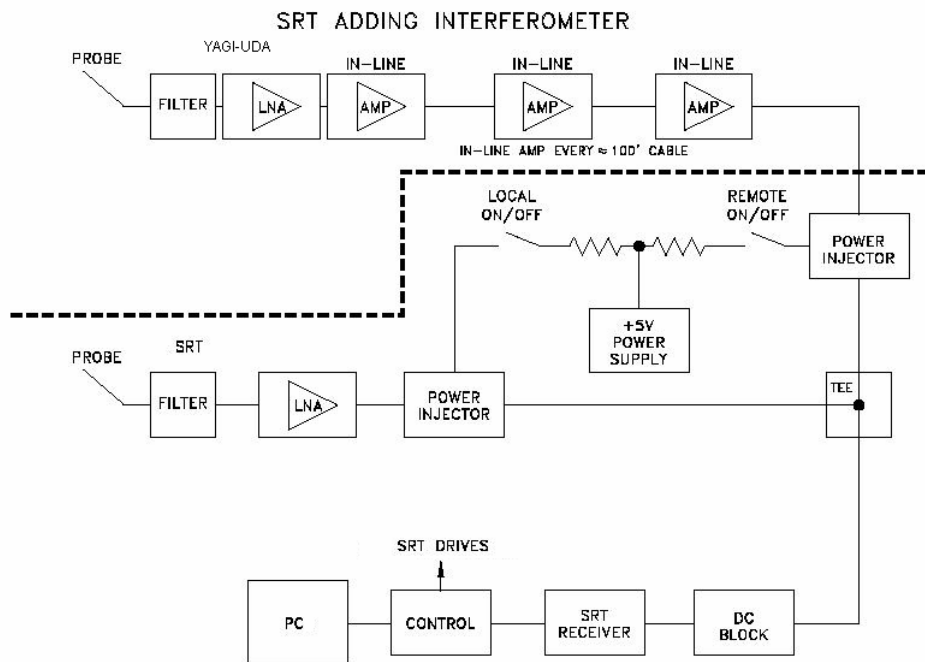 SRT ADDING INTERFEROMETER
YAGI-UDA
PROBE
IN-LINE
IN-LINE
IN-LINE
FILTER
LNA
AMP
AMP
AMP
IN-LINE AMP EVERY ≈ 100' CABLE
LOCAL
ON/OFF
REMOTE
ON/OFF
POWER
INJECTOR
+5V
POWER
SUPPLY
SRT
PROBE
FILTER
LNA
POWER
INJECTOR
TEE
SRT DRIVES
PC
CONTROL
SRT
RECEIVER
DC
BLOCK